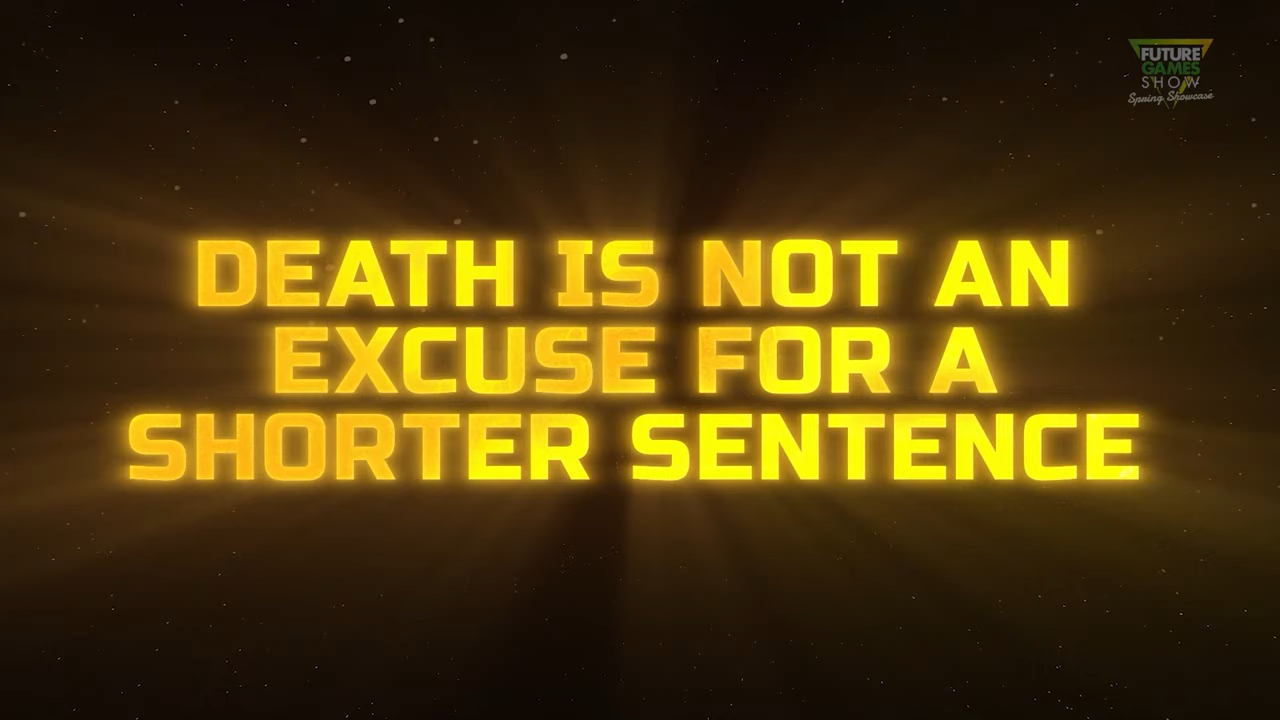 FUTURE
GAMES
SHOW
Spring Showcase
DEATH IS NOT AN
EXCUSE FOR A
SHORTER SENTENCE